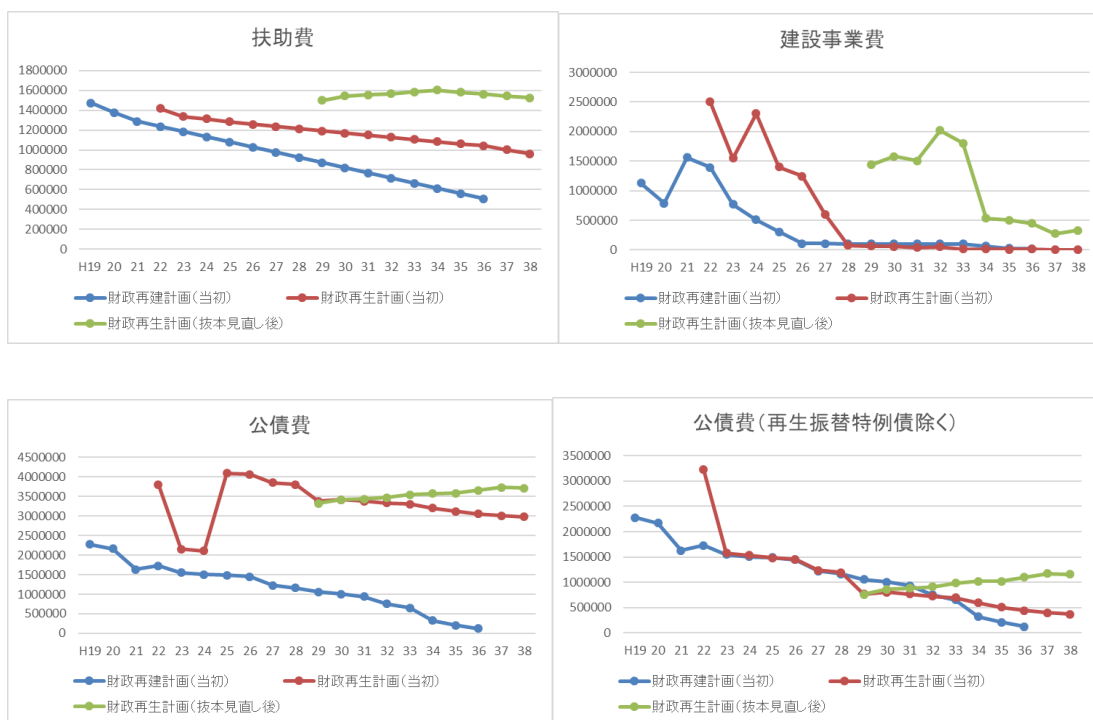 扶助費
1800000
1600000
1400000
1200000
1000000
800000
600000
400000
200000
0
H19 20 21 22 23 24 25 26 27 28 29 30 31 32 33 34 35 36 37 38
財政再建計画(当初)
財政再生計画(当初)
財政再生計画(抜本見直し後)
建設事業費
3000000
2500000
2000000
1500000
1000000
500000
0
H19 20 21 22 23 24 25 26 27 28 29 30 31 32 33 34 35 36 37 38
財政再建計画(当初)
財政再生計画(当初)
財政再生計画(抜本見直し後)
公債費
4500000
4000000
3500000
3000000
2500000
2000000
1500000
1000000
500000
0
H19 20 21 22 23 24 25 26 27 28 29 30 31 32 33 34 35 36 37 38
財政再建計画(当初)
財政再生計画(当初)
財政再生計画(抜本見直し後)
公債費(再生振替特例債除く)
3500000
3000000
2500000
2000000
1500000
1000000
500000
0
H19 20 21 22 23 24 25 26 27 28 29 30 31 32 33 34 35 36 37 38
財政再建計画(当初)
財政再生計画(当初)
財政再生計画(抜本見直し後)